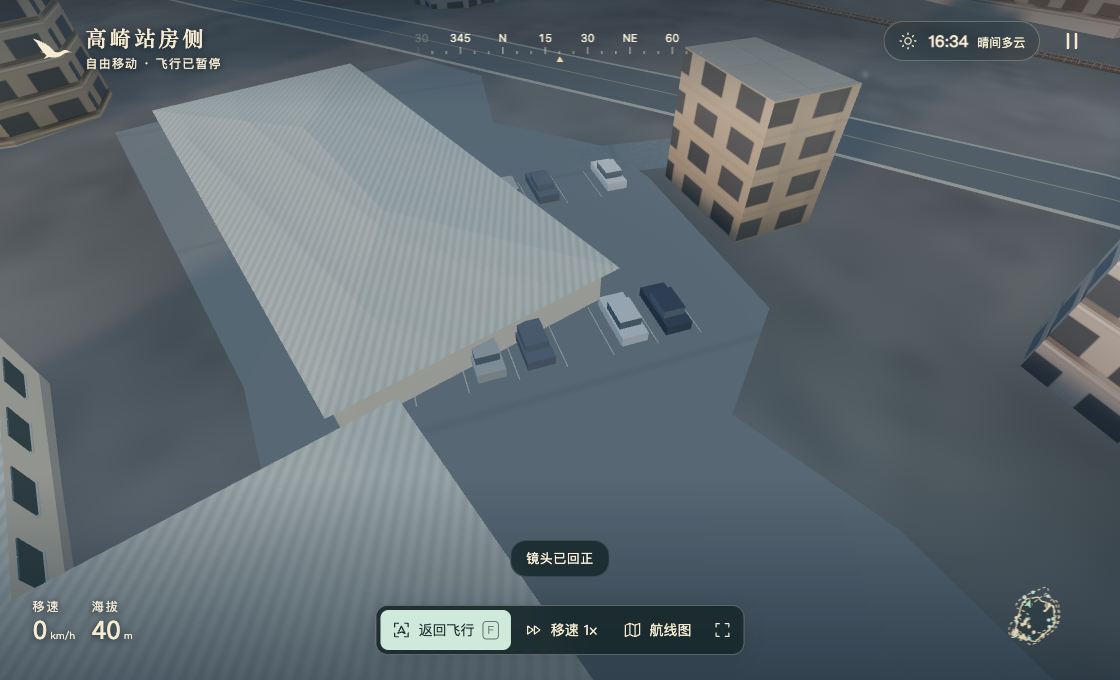 高崎站房侧
自由移动 · 飞行已暂停
30 345 N 15 30 NE 60
16:34 晴间多云
镜头已回正
移速 海拔
0 km/h 40 m
返回飞行 F 移速 1× 航线图